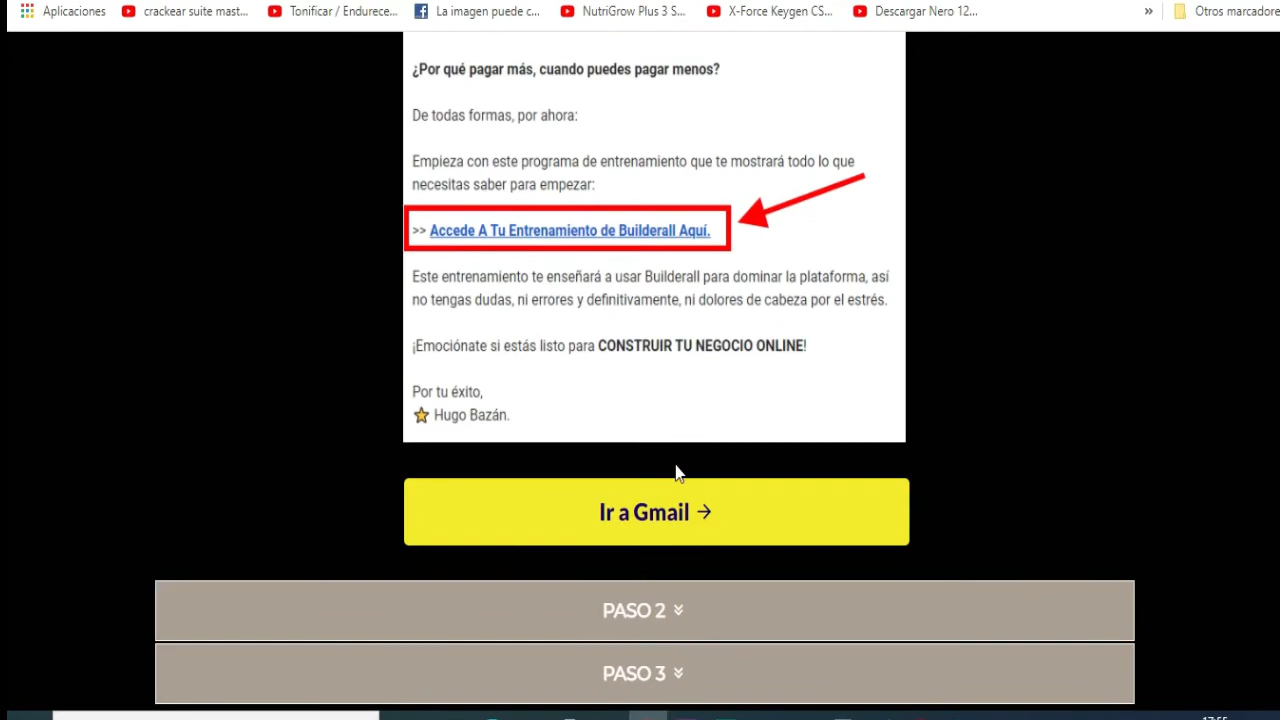 Aplicaciones crackear suite mast... Tonificar / Endurece... La imagen puede c... NutriGrow Plus 3 S... X-Force Keygen CS... Descargar Nero 12... » Otros marcadore
¿Por qué pagar más, cuando puedes pagar menos?
De todas formas, por ahora:
Empieza con este programa de entrenamiento que te mostrará todo lo que
necesitas saber para empezar:
>> Accede A Tu Entrenamiento de Builderall Aquí.
Este entrenamiento te enseñará a usar Builderall para dominar la plataforma, así
no tengas dudas, ni errores y definitivamente, ni dolores de cabeza por el estrés.
¡Emociónate si estás listo para CONSTRUIR TU NEGOCIO ONLINE!
Por tu éxito,
Hugo Bazán.
Ir a Gmail →
PASO 2
PASO 3